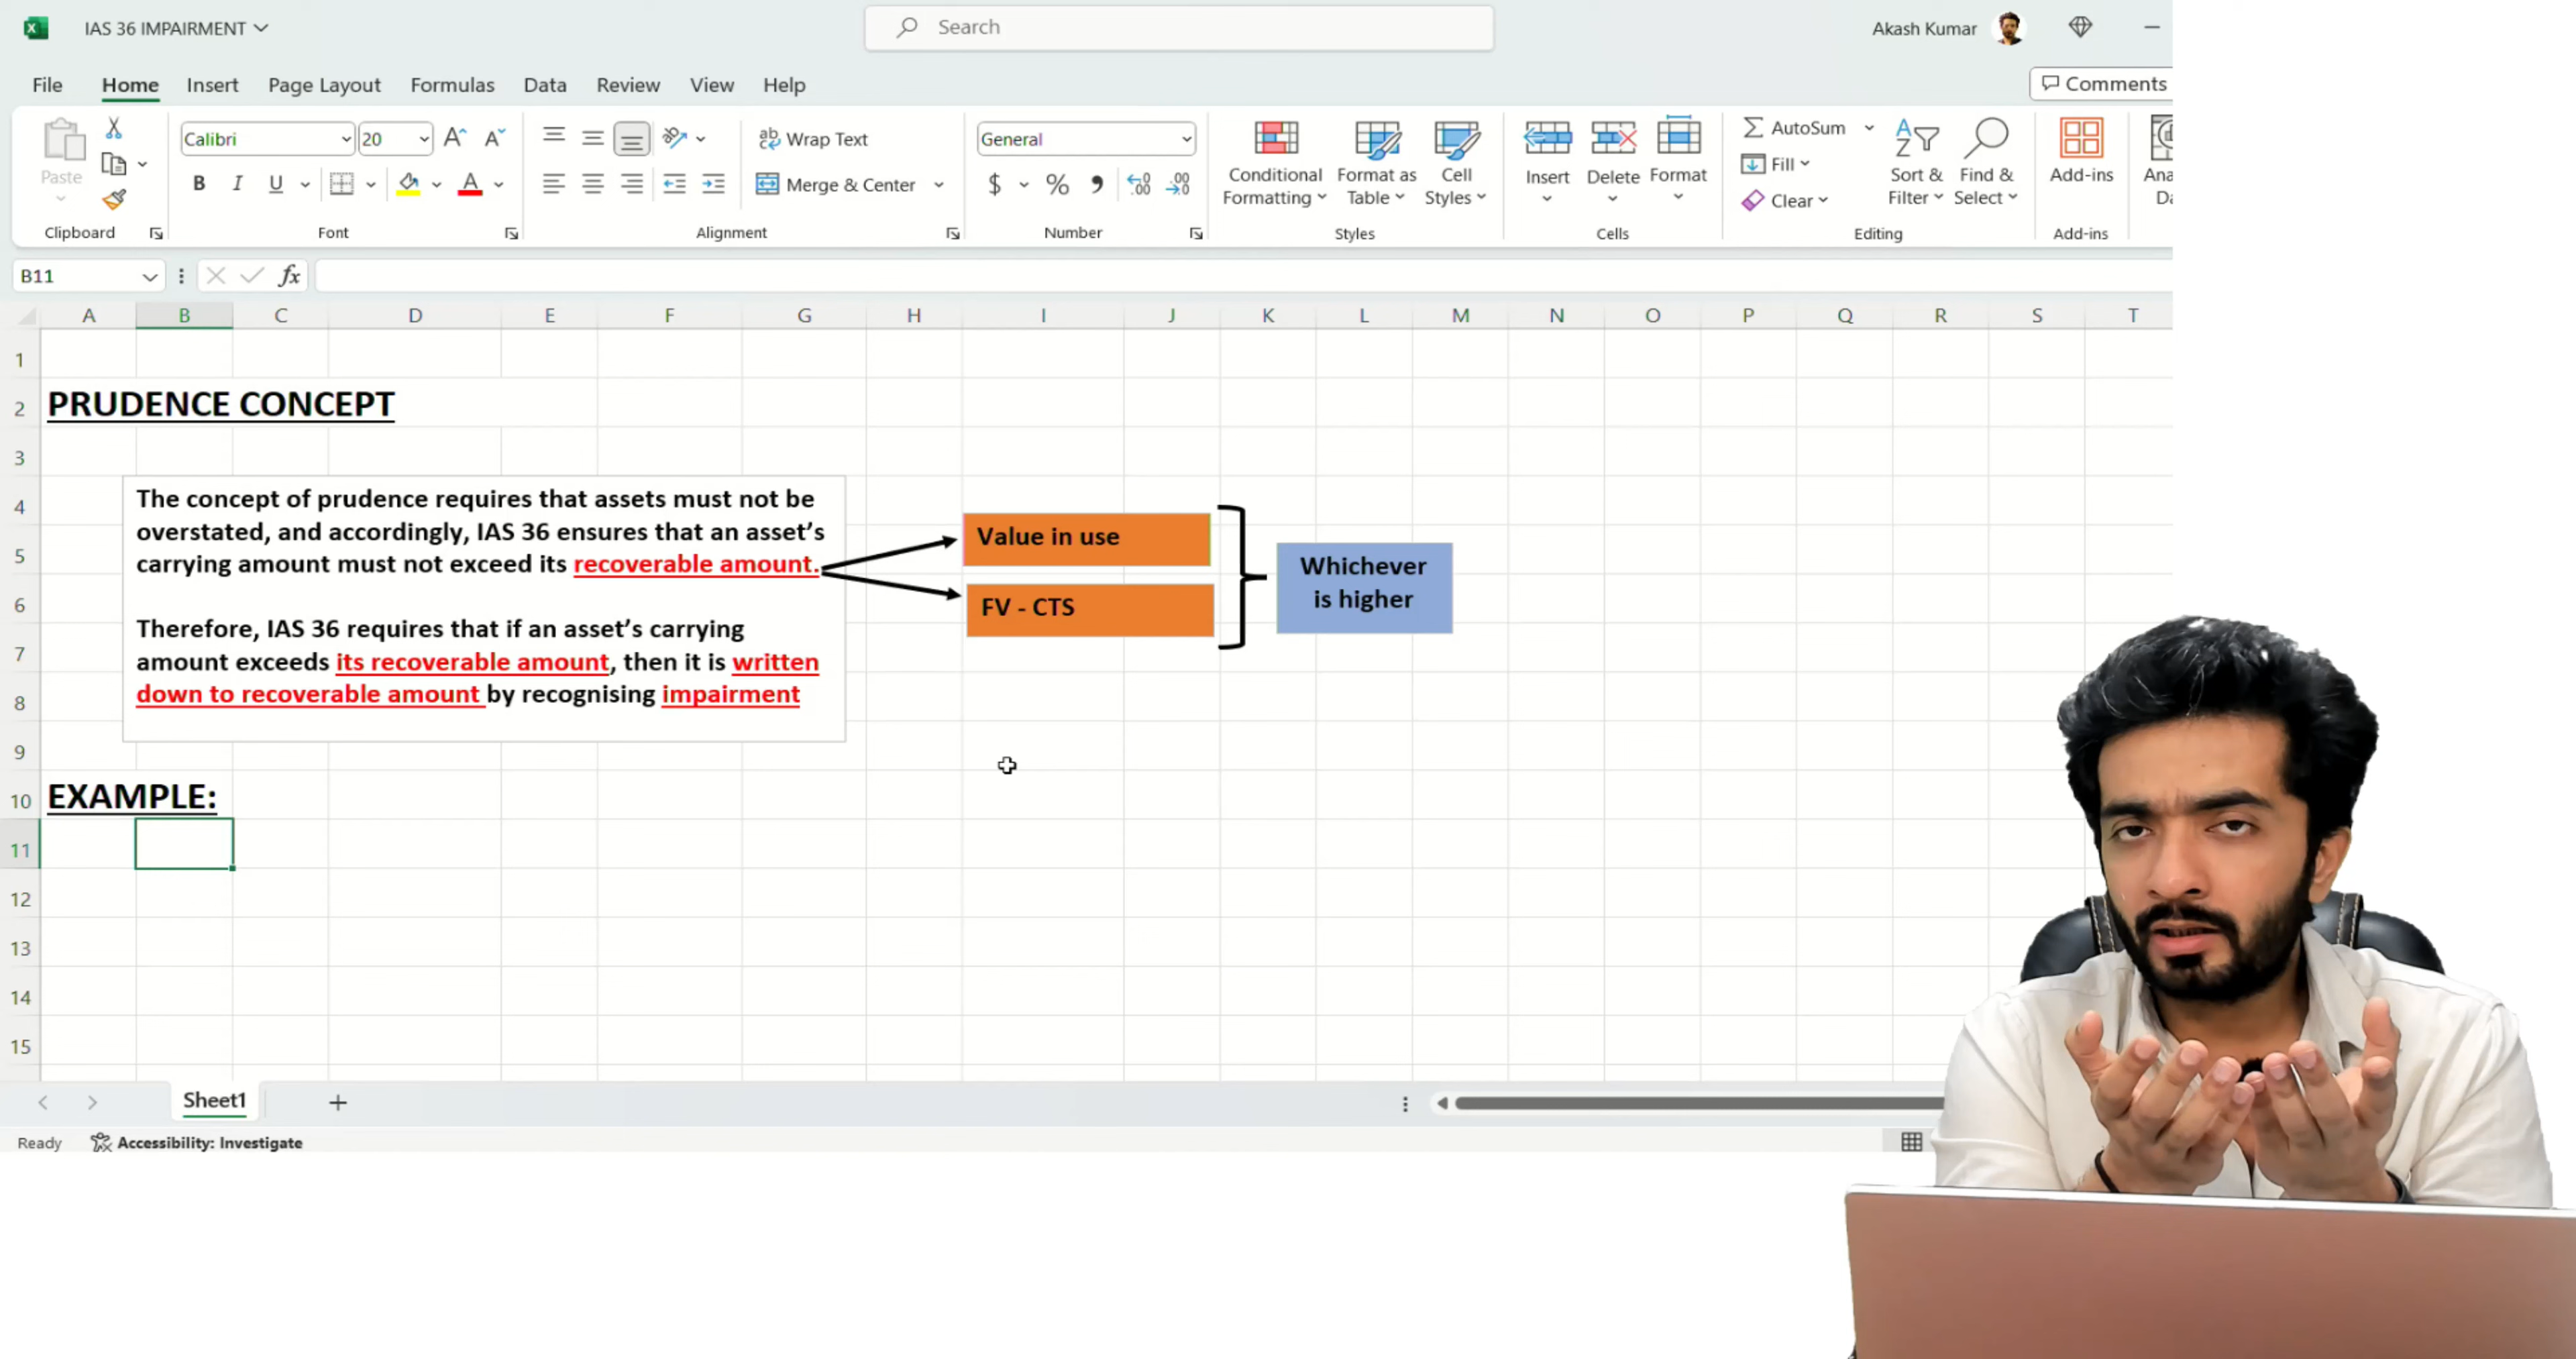 IAS 36 IMPAIRMENT
Search
Akash Kumar
File Home Insert Page Layout Formulas Data Review View Help
Comments
Paste
Calibri 20
Wrap Text
Merge & Center
General
Conditional Formatting
Format as Table
Cell Styles
Insert
Delete
Format
AutoSum
Fill
Clear
Sort & Filter
Find & Select
Add-ins
Clipboard Font Alignment Number Styles Cells Editing Add-ins
B11
fx
A B C D E F G H I J K L M N O P Q R S T
1
2 PRUDENCE CONCEPT
3
4
5
6
7
8
9
The concept of prudence requires that assets must not be
overstated, and accordingly, IAS 36 ensures that an asset’s
carrying amount must not exceed its recoverable amount.
Therefore, IAS 36 requires that if an asset’s carrying
amount exceeds its recoverable amount, then it is written
down to recoverable amount by recognising impairment
Value in use
FV - CTS
Whichever
is higher
10 EXAMPLE:
11
12
13
14
15
Sheet1
Ready Accessibility: Investigate